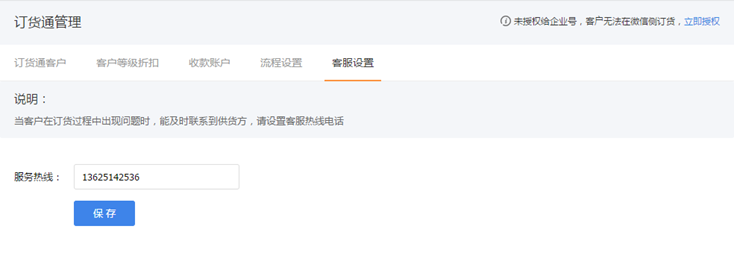 订货通管理
未授权给企业号，客户无法在微信侧订货，立即授权
订货通客户 客户等级折扣 收款账户 流程设置 客服设置
说明：
当客户在订货过程中出现问题时，能及时联系到供货方，请设置客服热线电话
服务热线： 13625142536
保 存